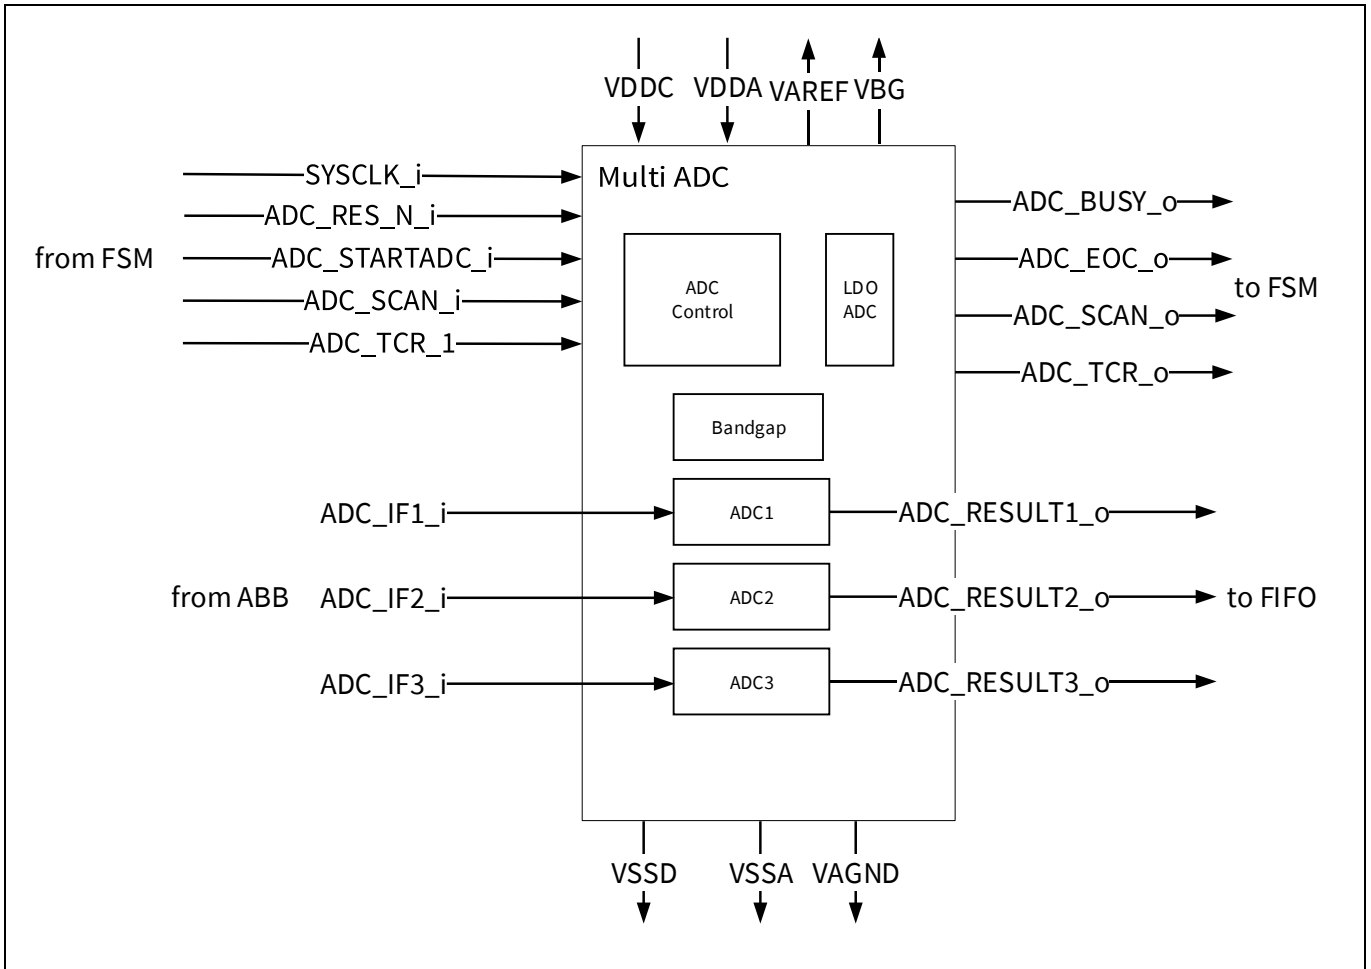 VDDC
VDDA
VAREF
VBG
SYSCLK_i
Multi ADC
ADC_RES_N_i
ADC_BUSY_o
from FSM
ADC_STARTADC_i
ADC_EOC_o
to FSM
ADC_SCAN_i
ADC
Control
LDO
ADC
ADC_SCAN_o
ADC_TCR_1
ADC_TCR_o
Bandgap
ADC_IF1_i
ADC1
ADC_RESULT1_o
from ABB
ADC_IF2_i
ADC2
ADC_RESULT2_o
to FIFO
ADC_IF3_i
ADC3
ADC_RESULT3_o
VSSD
VSSA
VAGND